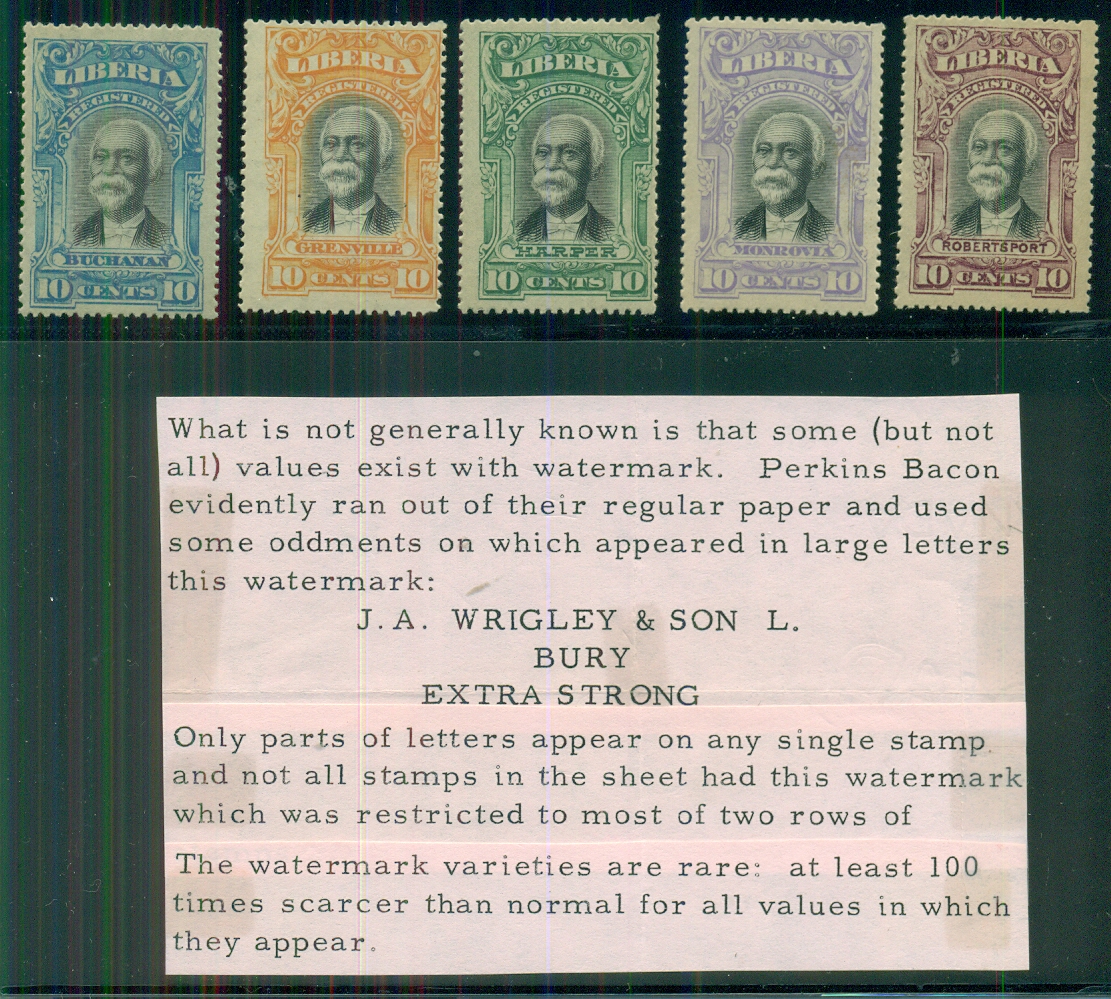 LIBERIA
REGISTERED
BUCHANAN
10 CENTS 10
LIBERIA
REGISTERED
GRENVILLE
10 CENTS 10
LIBERIA
REGISTERED
HARPER
10 CENTS 10
LIBERIA
REGISTERED
MONROVIA
10 CENTS 10
LIBERIA
REGISTERED
ROBERTSPORT
10 CENTS 10
What is not generally known is that some (but not
all) values exist with watermark. Perkins Bacon
evidently ran out of their regular paper and used
some oddments on which appeared in large letters
this watermark:
J. A. WRIGLEY & SON L.
BURY
EXTRA STRONG
Only parts of letters appear on any single stamp
and not all stamps in the sheet had this watermark
which was restricted to most of two rows of
The watermark varieties are rare: at least 100
times scarcer than normal for all values in which
they appear.